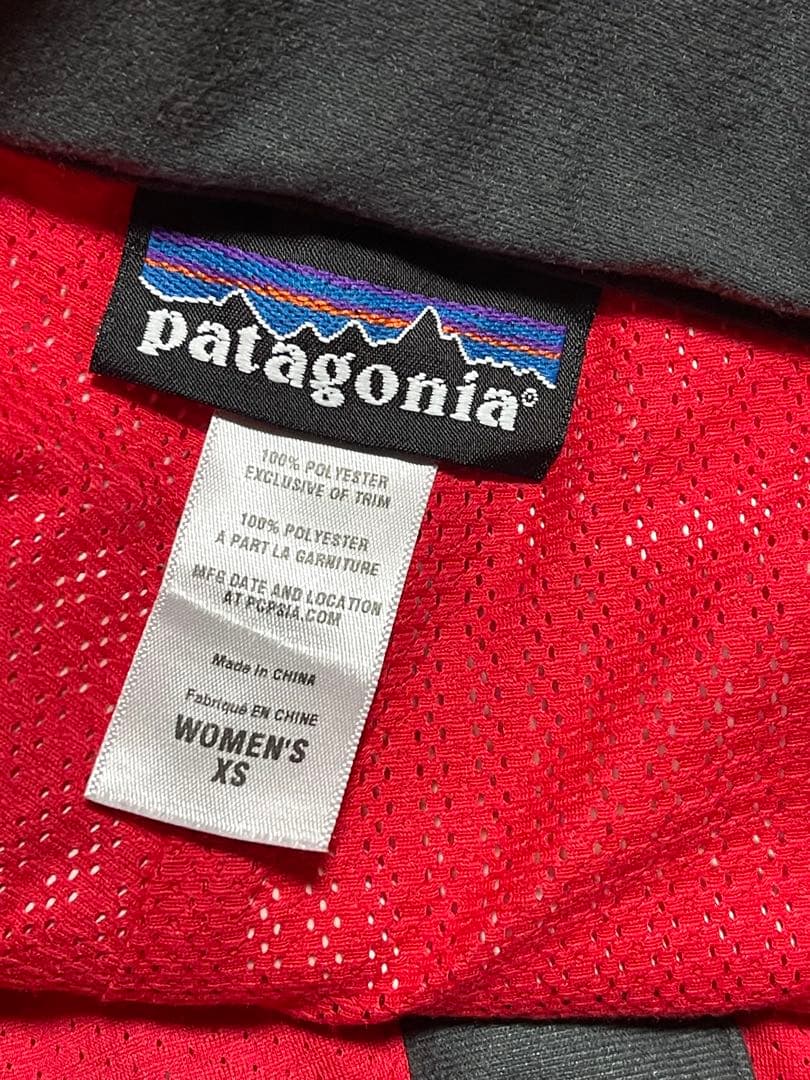 patagonia®
100% POLYESTER
EXCLUSIVE OF TRIM
100% POLYESTER
A PART LA GARNITURE
MFG DATE AND LOCATION
AT PCPSIA.COM
Made in CHINA
Fabriqué EN CHINE
WOMEN'S
XS